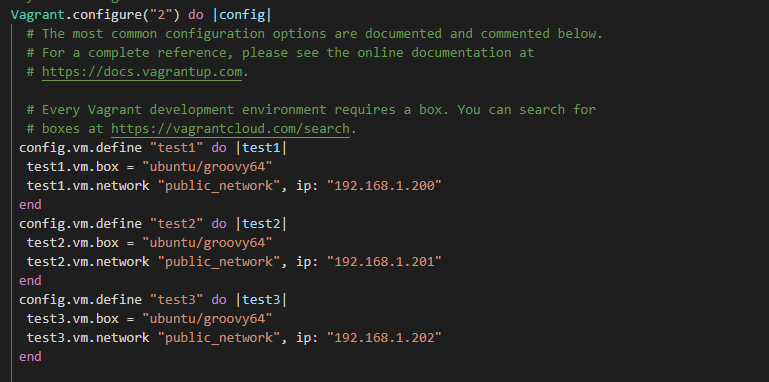 Vagrant.configure("2") do |config|
# The most common configuration options are documented and commented below.
# For a complete reference, please see the online documentation at
# https://docs.vagrantup.com.
# Every Vagrant development environment requires a box. You can search for
# boxes at https://vagrantcloud.com/search.
config.vm.define "test1" do |test1|
test1.vm.box = "ubuntu/groovy64"
test1.vm.network "public_network", ip: "192.168.1.200"
end
config.vm.define "test2" do |test2|
test2.vm.box = "ubuntu/groovy64"
test2.vm.network "public_network", ip: "192.168.1.201"
end
config.vm.define "test3" do |test3|
test3.vm.box = "ubuntu/groovy64"
test3.vm.network "public_network", ip: "192.168.1.202"
end